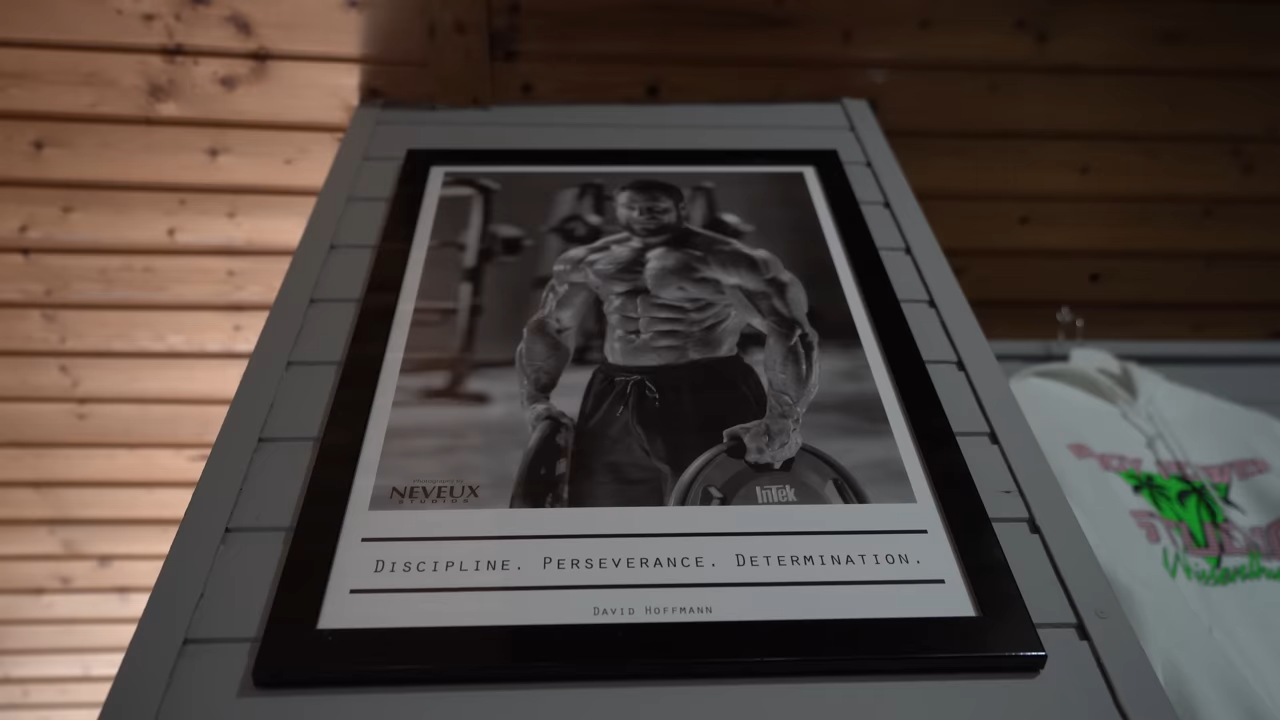 Photography by
NEVEUX
STUDIOS
InTek
DISCIPLINE. PERSEVERANCE. DETERMINATION.
DAVID HOFFMANN